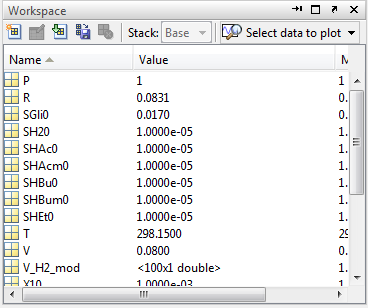 Workspace
Stack: Base Select data to plot
Name Value M
P 1 1
R 0.0831 0.
SGli0 0.0170 0.
SH20 1.0000e-05 1.
SHAc0 1.0000e-05 1.
SHAcm0 1.0000e-05 1.
SHBu0 1.0000e-05 1.
SHBum0 1.0000e-05 1.
SHEt0 1.0000e-05 1.
T 298.1500 29
V 0.0800 0.
V_H2_mod <100x1 double> 1.
X10 1.0000e-03 1.